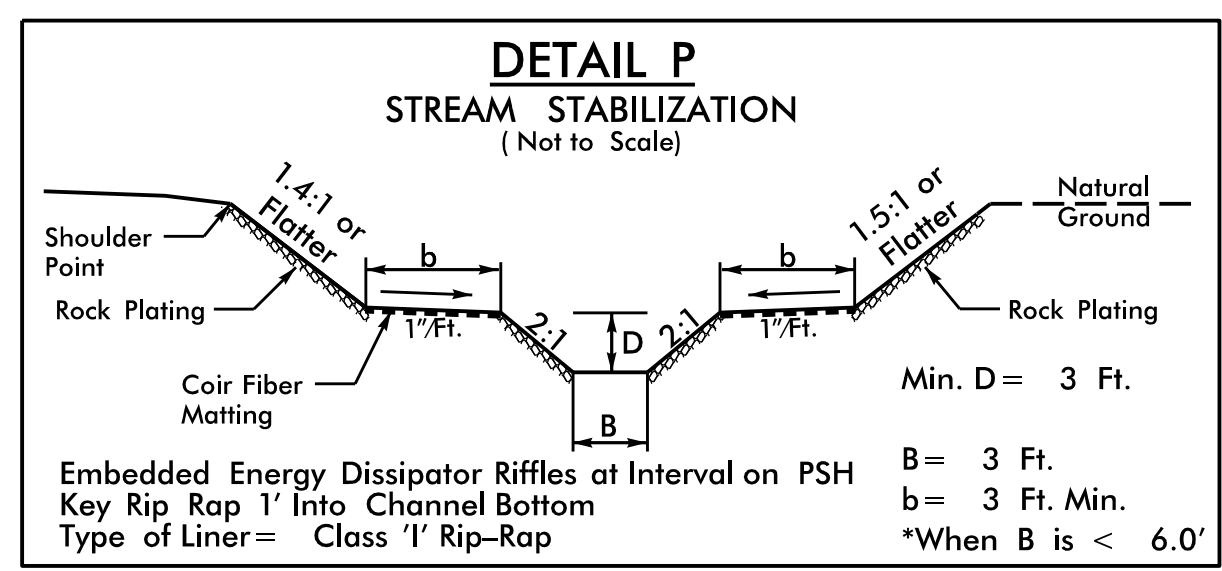 DETAIL P
STREAM STABILIZATION
( Not to Scale)
1.4:1 or
Flatter
1.5:1 or
Flatter
Natural
Ground
Shoulder
Point
b
b
Rock Plating
1"/Ft.
2:1
D
2:1
1"/Ft.
Rock Plating
Coir Fiber
Matting
Min. D = 3 Ft.
B
Embedded Energy Dissipator Riffles at Interval on PSH
Key Rip Rap 1' Into Channel Bottom
Type of Liner = Class 'I' Rip-Rap
B = 3 Ft.
b = 3 Ft. Min.
*When B is < 6.0'